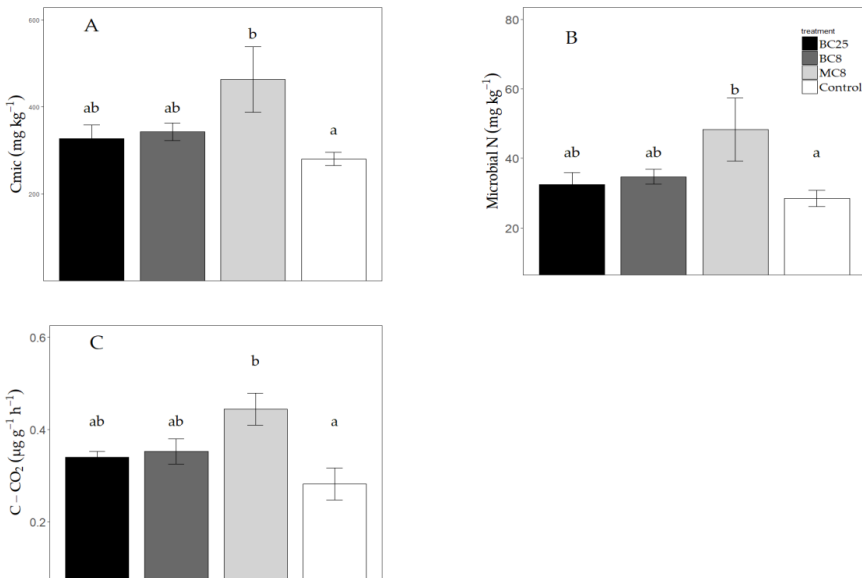 A
Cmic (mg kg⁻¹)
600
400
200
ab
ab
b
a
B
Microbial N (mg kg⁻¹)
80
60
40
20
ab
ab
b
a
treatment
BC25
BC8
MC8
Control
C
C – CO₂ (µg g⁻¹ h⁻¹)
0.6
0.4
0.2
ab
ab
b
a